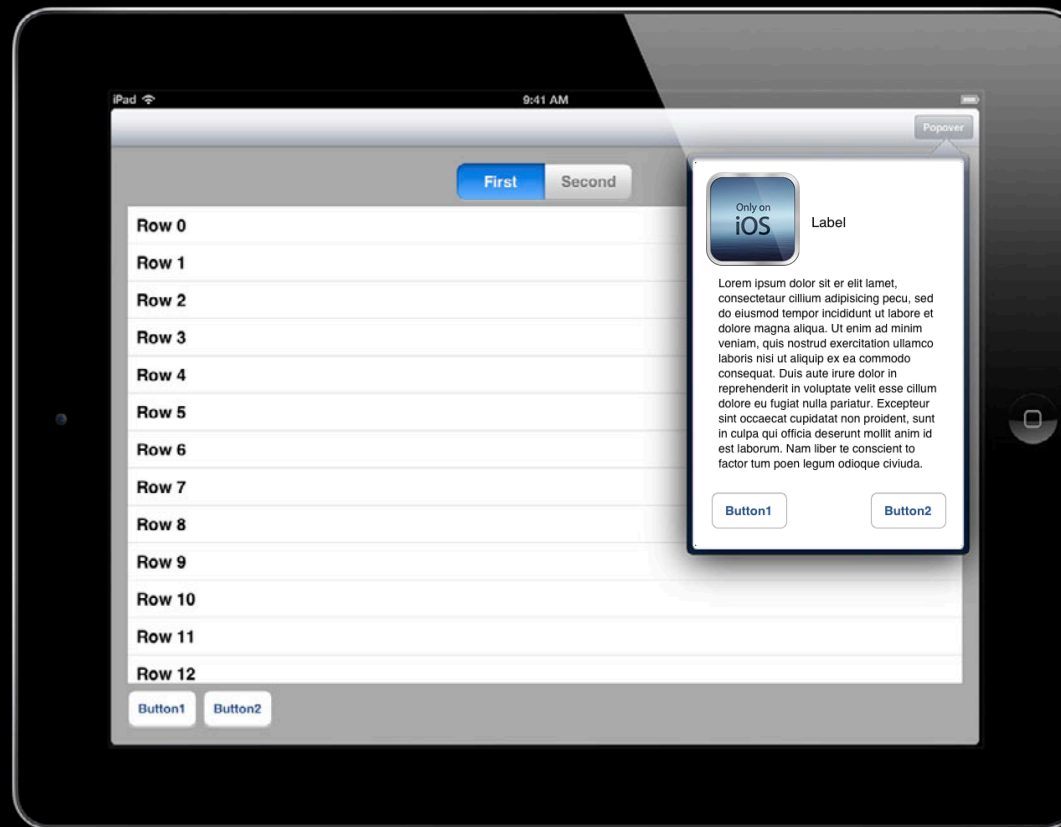 iPad 9:41 AM
Popover
First Second
Row 0
Row 1
Row 2
Row 3
Row 4
Row 5
Row 6
Row 7
Row 8
Row 9
Row 10
Row 11
Row 12
Button1 Button2
Only on
iOS
Label
Lorem ipsum dolor sit er elit lamet,
consectetaur cillium adipisicing pecu, sed
do eiusmod tempor incididunt ut labore et
dolore magna aliqua. Ut enim ad minim
veniam, quis nostrud exercitation ullamco
laboris nisi ut aliquip ex ea commodo
consequat. Duis aute irure dolor in
reprehenderit in voluptate velit esse cillum
dolore eu fugiat nulla pariatur. Excepteur
sint occaecat cupidatat non proident, sunt
in culpa qui officia deserunt mollit anim id
est laborum. Nam liber te conscient to
factor tum poen legum odioque civiuda.
Button1 Button2